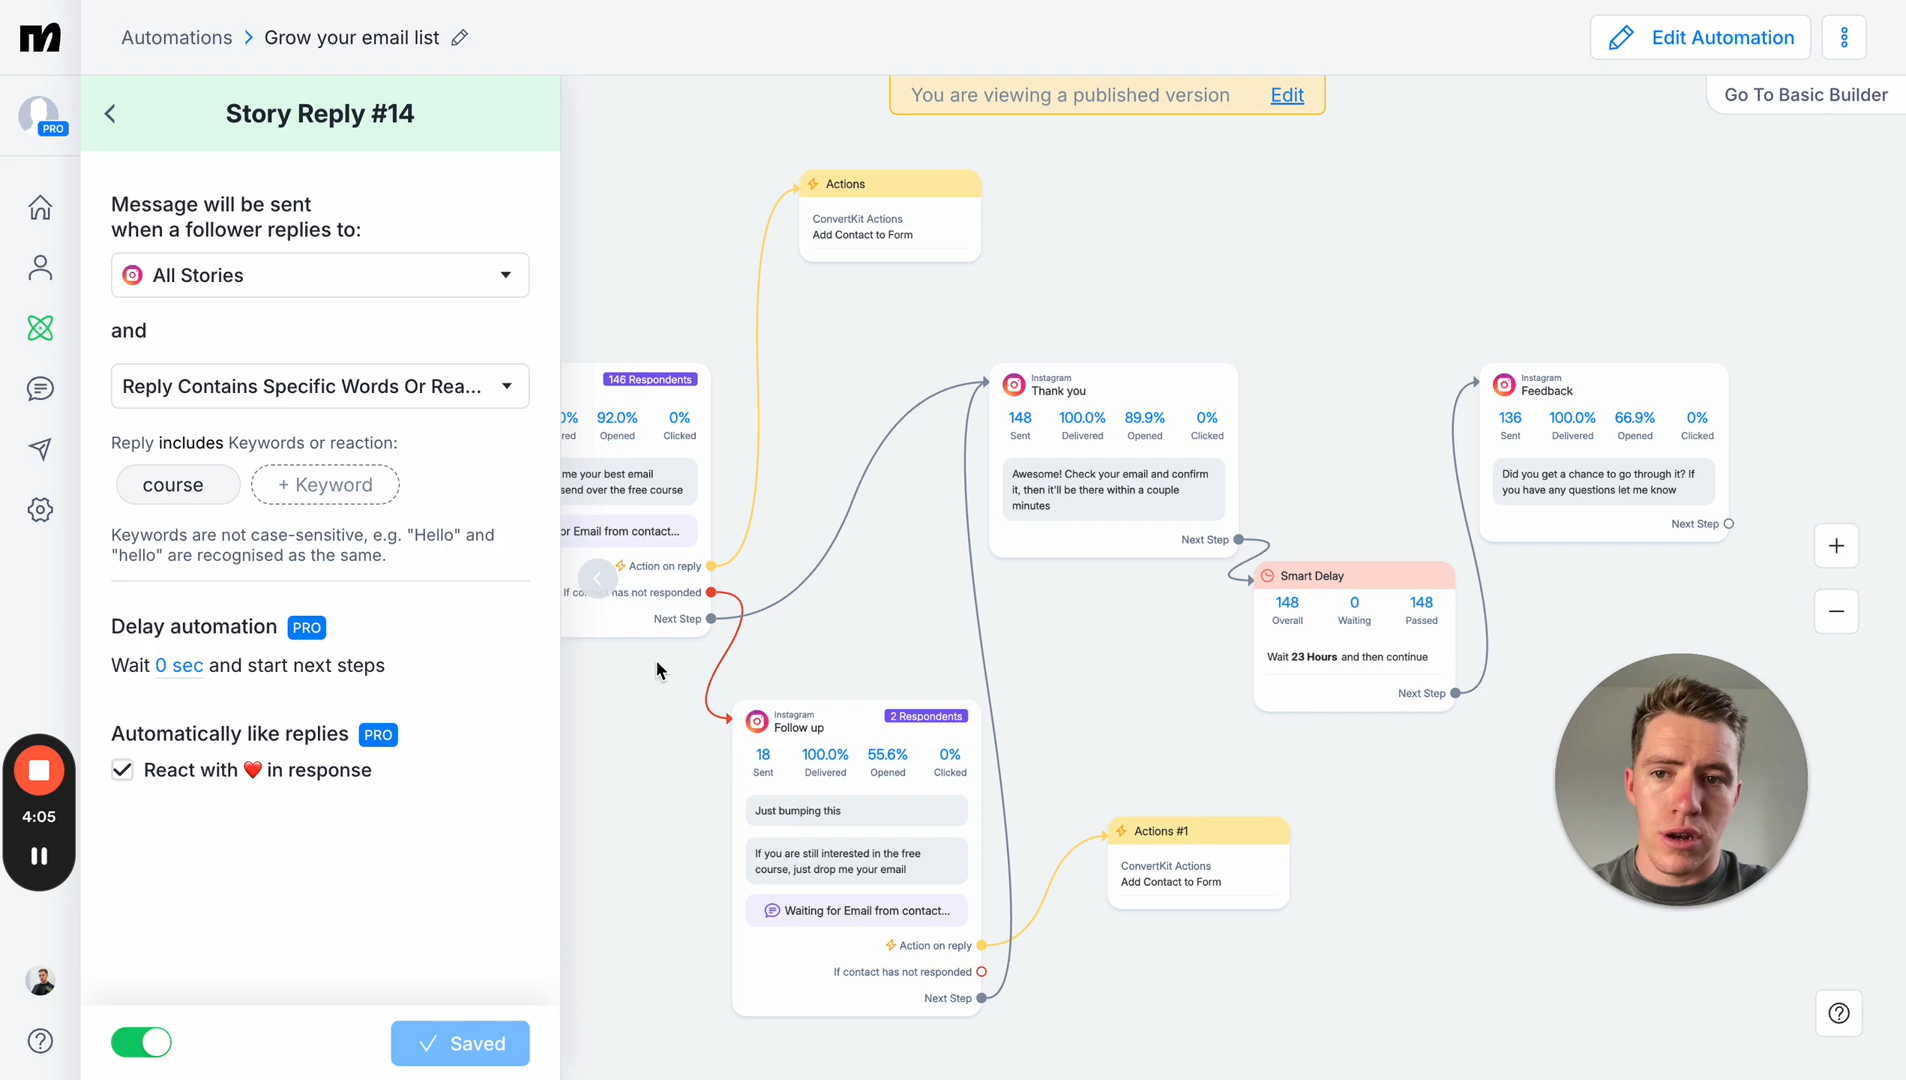 Automations > Grow your email list
Edit Automation
PRO
Story Reply #14
You are viewing a published version Edit
Go To Basic Builder
Message will be sent
when a follower replies to:
All Stories
and
Reply Contains Specific Words Or Rea...
Reply includes Keywords or reaction:
course
+ Keyword
Keywords are not case-sensitive, e.g. "Hello" and
"hello" are recognised as the same.
Delay automation PRO
Wait 0 sec and start next steps
Automatically like replies PRO
React with ❤️ in response
Saved
4:05
Actions
ConvertKit Actions
Add Contact to Form
146 Respondents
0% 92.0% 0%
red Opened Clicked
me your best email
send over the free course
or Email from contact...
Action on reply
If contact has not responded
Next Step
Instagram
Thank you
148 100.0% 89.9% 0%
Sent Delivered Opened Clicked
Awesome! Check your email and confirm
it, then it'll be there within a couple
minutes
Next Step
Smart Delay
148 0 148
Overall Waiting Passed
Wait 23 Hours and then continue
Next Step
Instagram
Feedback
136 100.0% 66.9% 0%
Sent Delivered Opened Clicked
Did you get a chance to go through it? If
you have any questions let me know
Next Step
Instagram
Follow up
2 Respondents
18 100.0% 55.6% 0%
Sent Delivered Opened Clicked
Just bumping this
If you are still interested in the free
course, just drop me your email
Waiting for Email from contact...
Action on reply
If contact has not responded
Next Step
Actions #1
ConvertKit Actions
Add Contact to Form